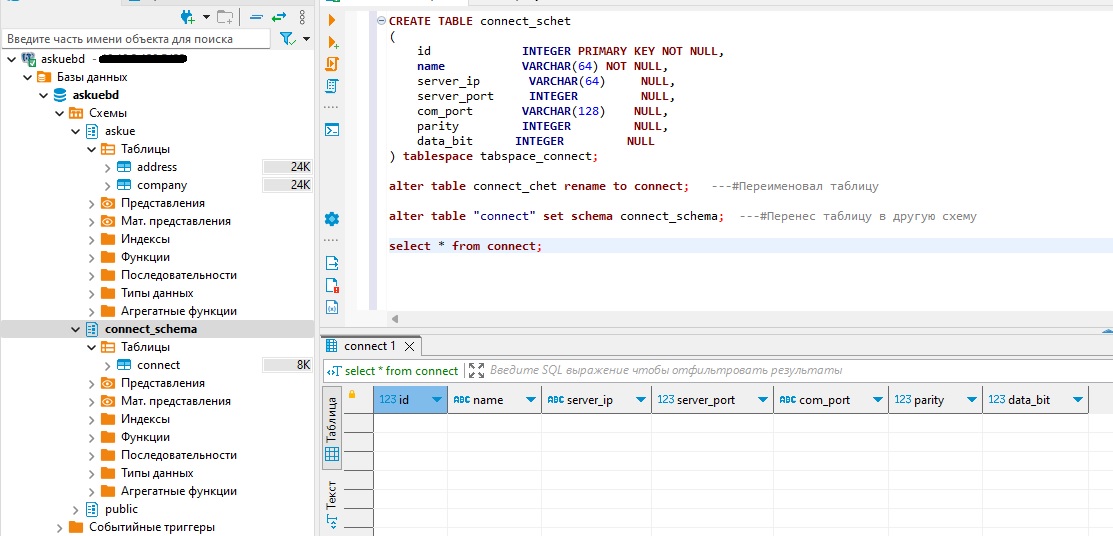 Введите часть имени объекта для поиска
askuebd -
Базы данных
askuebd
Схемы
askue
Таблицы
address 24K
company 24K
Представления
Мат. представления
Индексы
Функции
Последовательности
Типы данных
Агрегатные функции
connect_schema
Таблицы
connect 8K
Представления
Мат. представления
Индексы
Функции
Последовательности
Типы данных
Агрегатные функции
public
Событийные триггеры
CREATE TABLE connect_schet
(
id INTEGER PRIMARY KEY NOT NULL,
name VARCHAR(64) NOT NULL,
server_ip VARCHAR(64) NULL,
server_port INTEGER NULL,
com_port VARCHAR(128) NULL,
parity INTEGER NULL,
data_bit INTEGER NULL
) tablespace tabspace_connect;
alter table connect_chet rename to connect; ---#Переименовал таблицу
alter table "connect" set schema connect_schema; ---#Перенес таблицу в другую схему
select * from connect;
connect 1
select * from connect Введите SQL выражение чтобы отфильтровать результаты
Таблица
Текст
123 id ABC name ABC server_ip 123 server_port ABC com_port 123 parity 123 data_bit